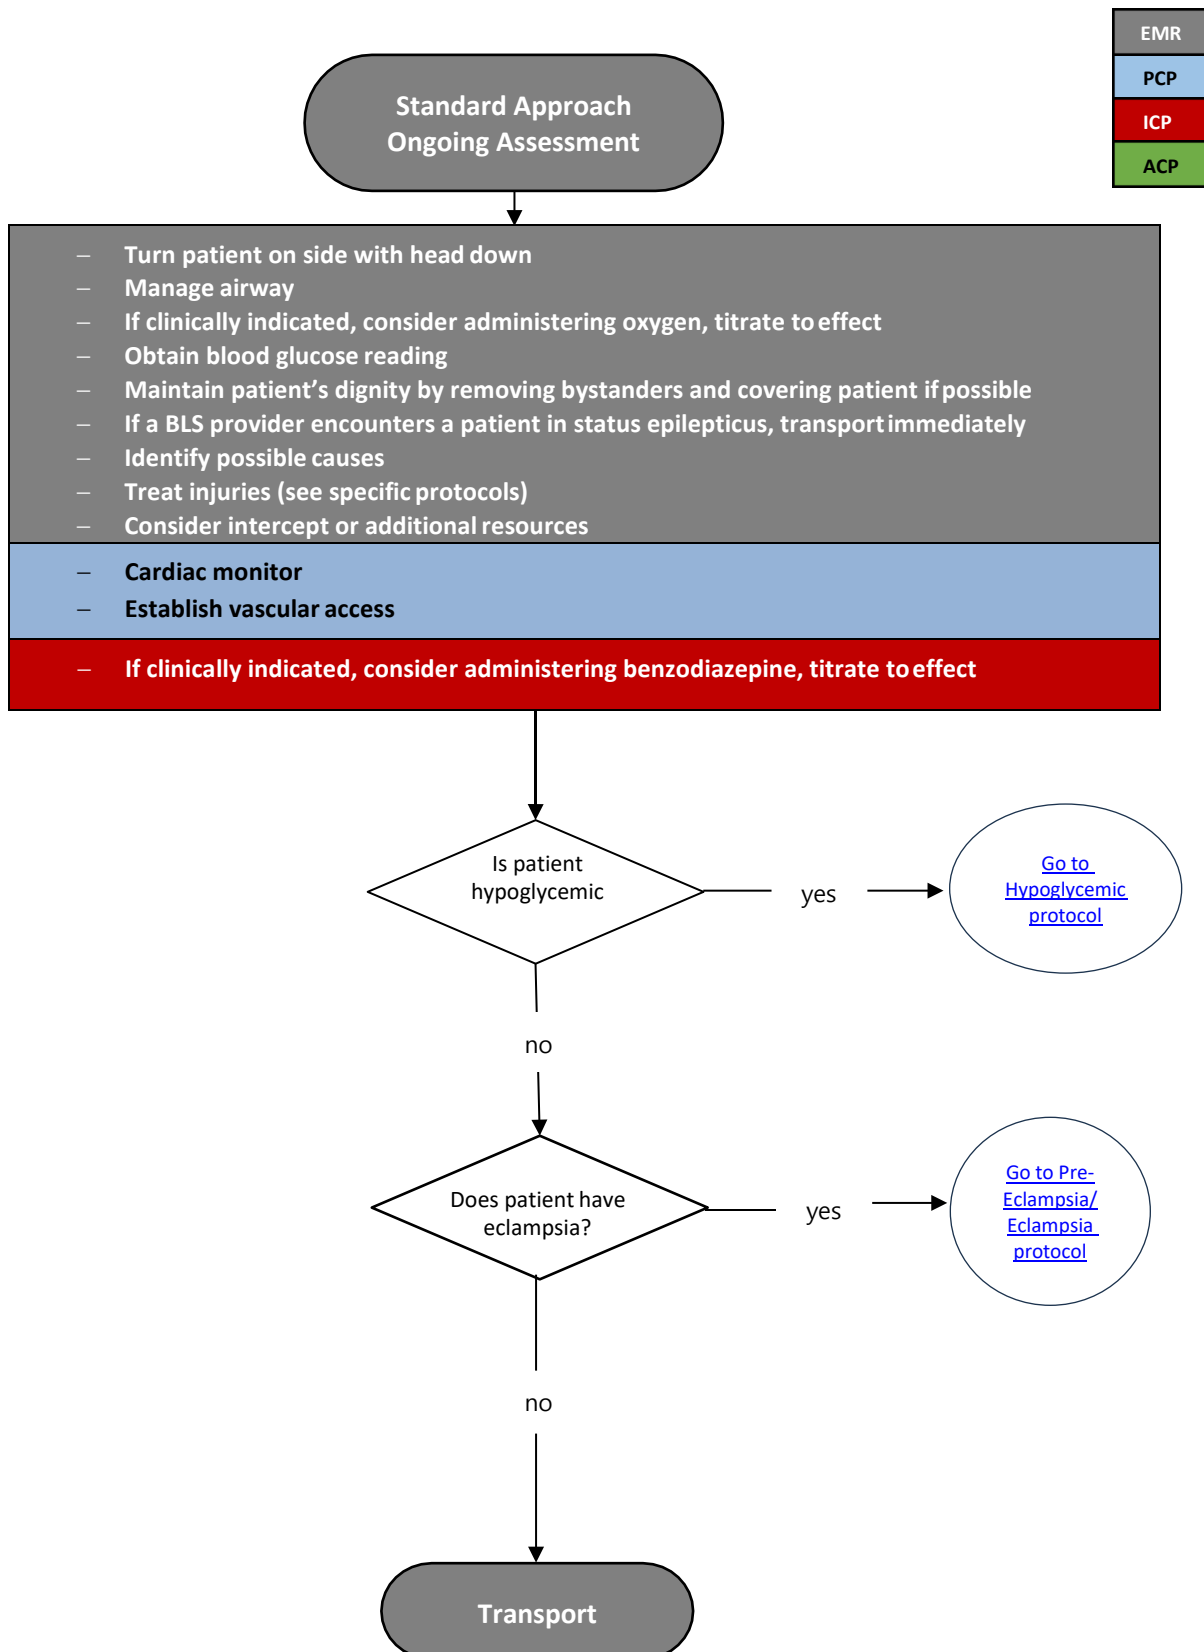 EMR
PCP
ICP
ACP
Standard Approach
Ongoing Assessment
– Turn patient on side with head down
– Manage airway
– If clinically indicated, consider administering oxygen, titrate to effect
– Obtain blood glucose reading
– Maintain patient’s dignity by removing bystanders and covering patient if possible
– If a BLS provider encounters a patient in status epilepticus, transport immediately
– Identify possible causes
– Treat injuries (see specific protocols)
– Consider intercept or additional resources
– Cardiac monitor
– Establish vascular access
– If clinically indicated, consider administering benzodiazepine, titrate to effect
Is patient
hypoglycemic
yes
Go to
Hypoglycemic
protocol
no
Does patient have
eclampsia?
yes
Go to Pre-
Eclampsia/
Eclampsia
protocol
no
Transport